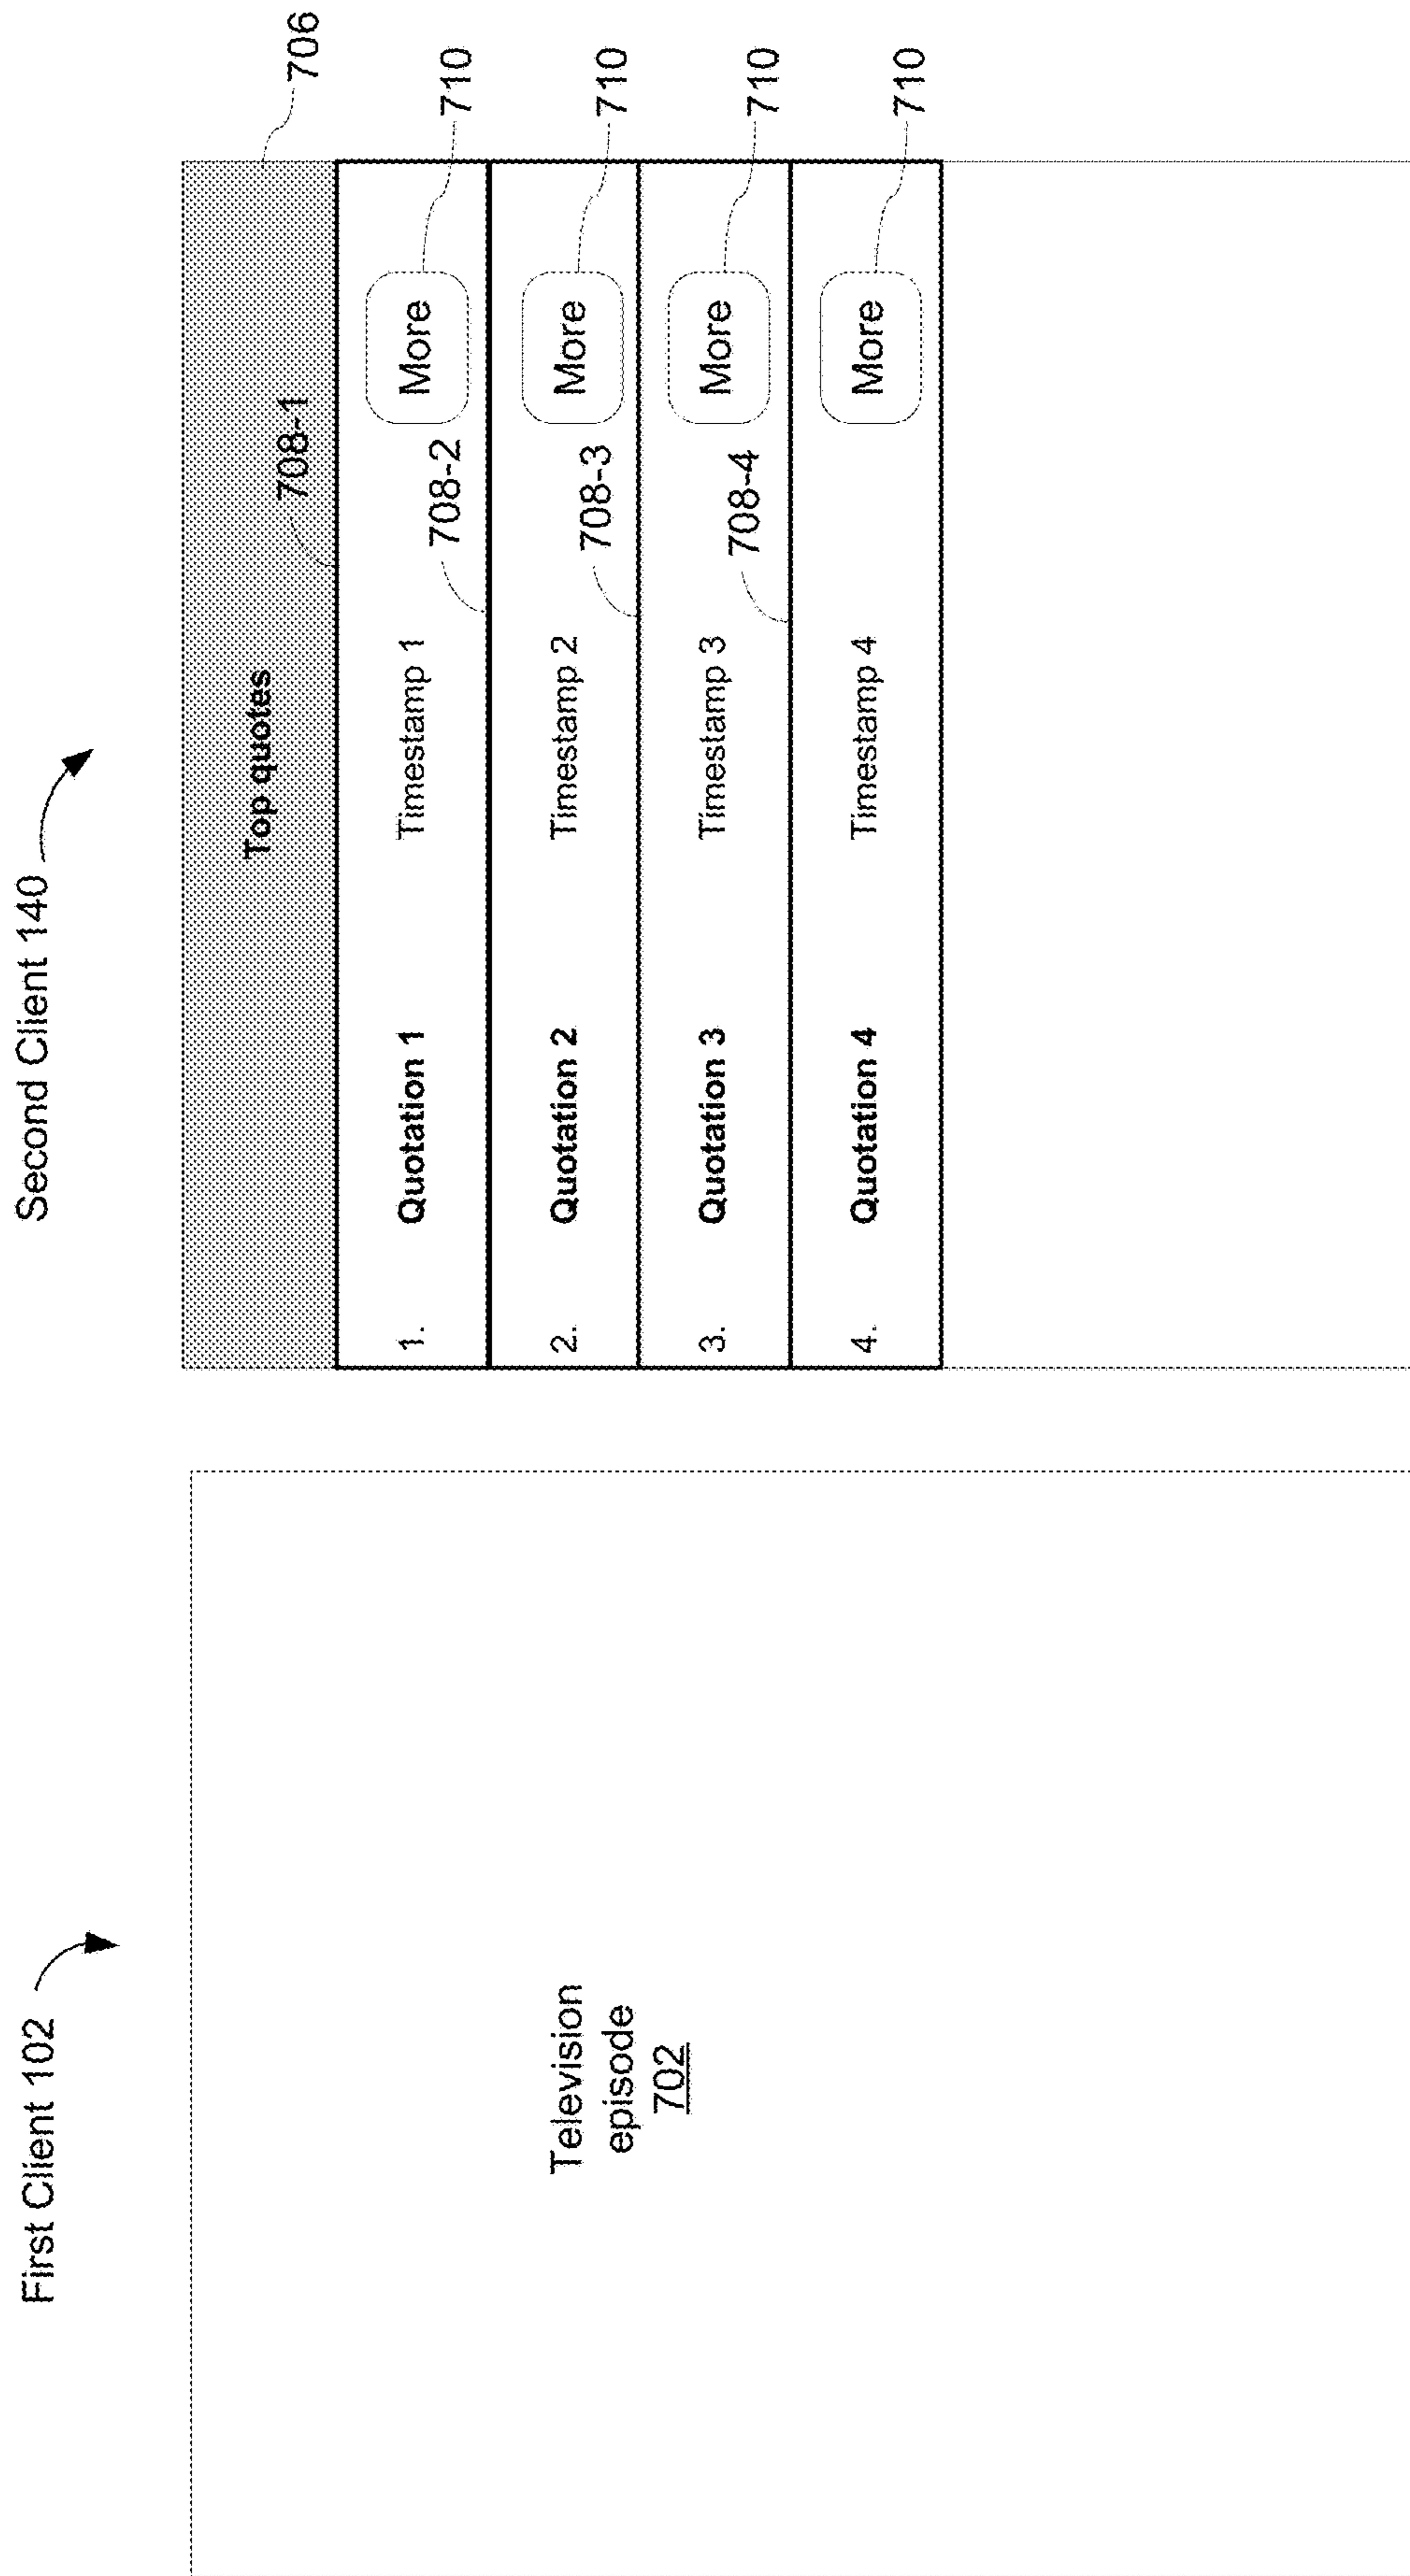 First Client 102
Television
episode
702
Second Client 140
706
Top quotes
708-1
1. Quotation 1 Timestamp 1 More 710
708-2
2. Quotation 2 Timestamp 2 More 710
708-3
3. Quotation 3 Timestamp 3 More 710
708-4
4. Quotation 4 Timestamp 4 More 710